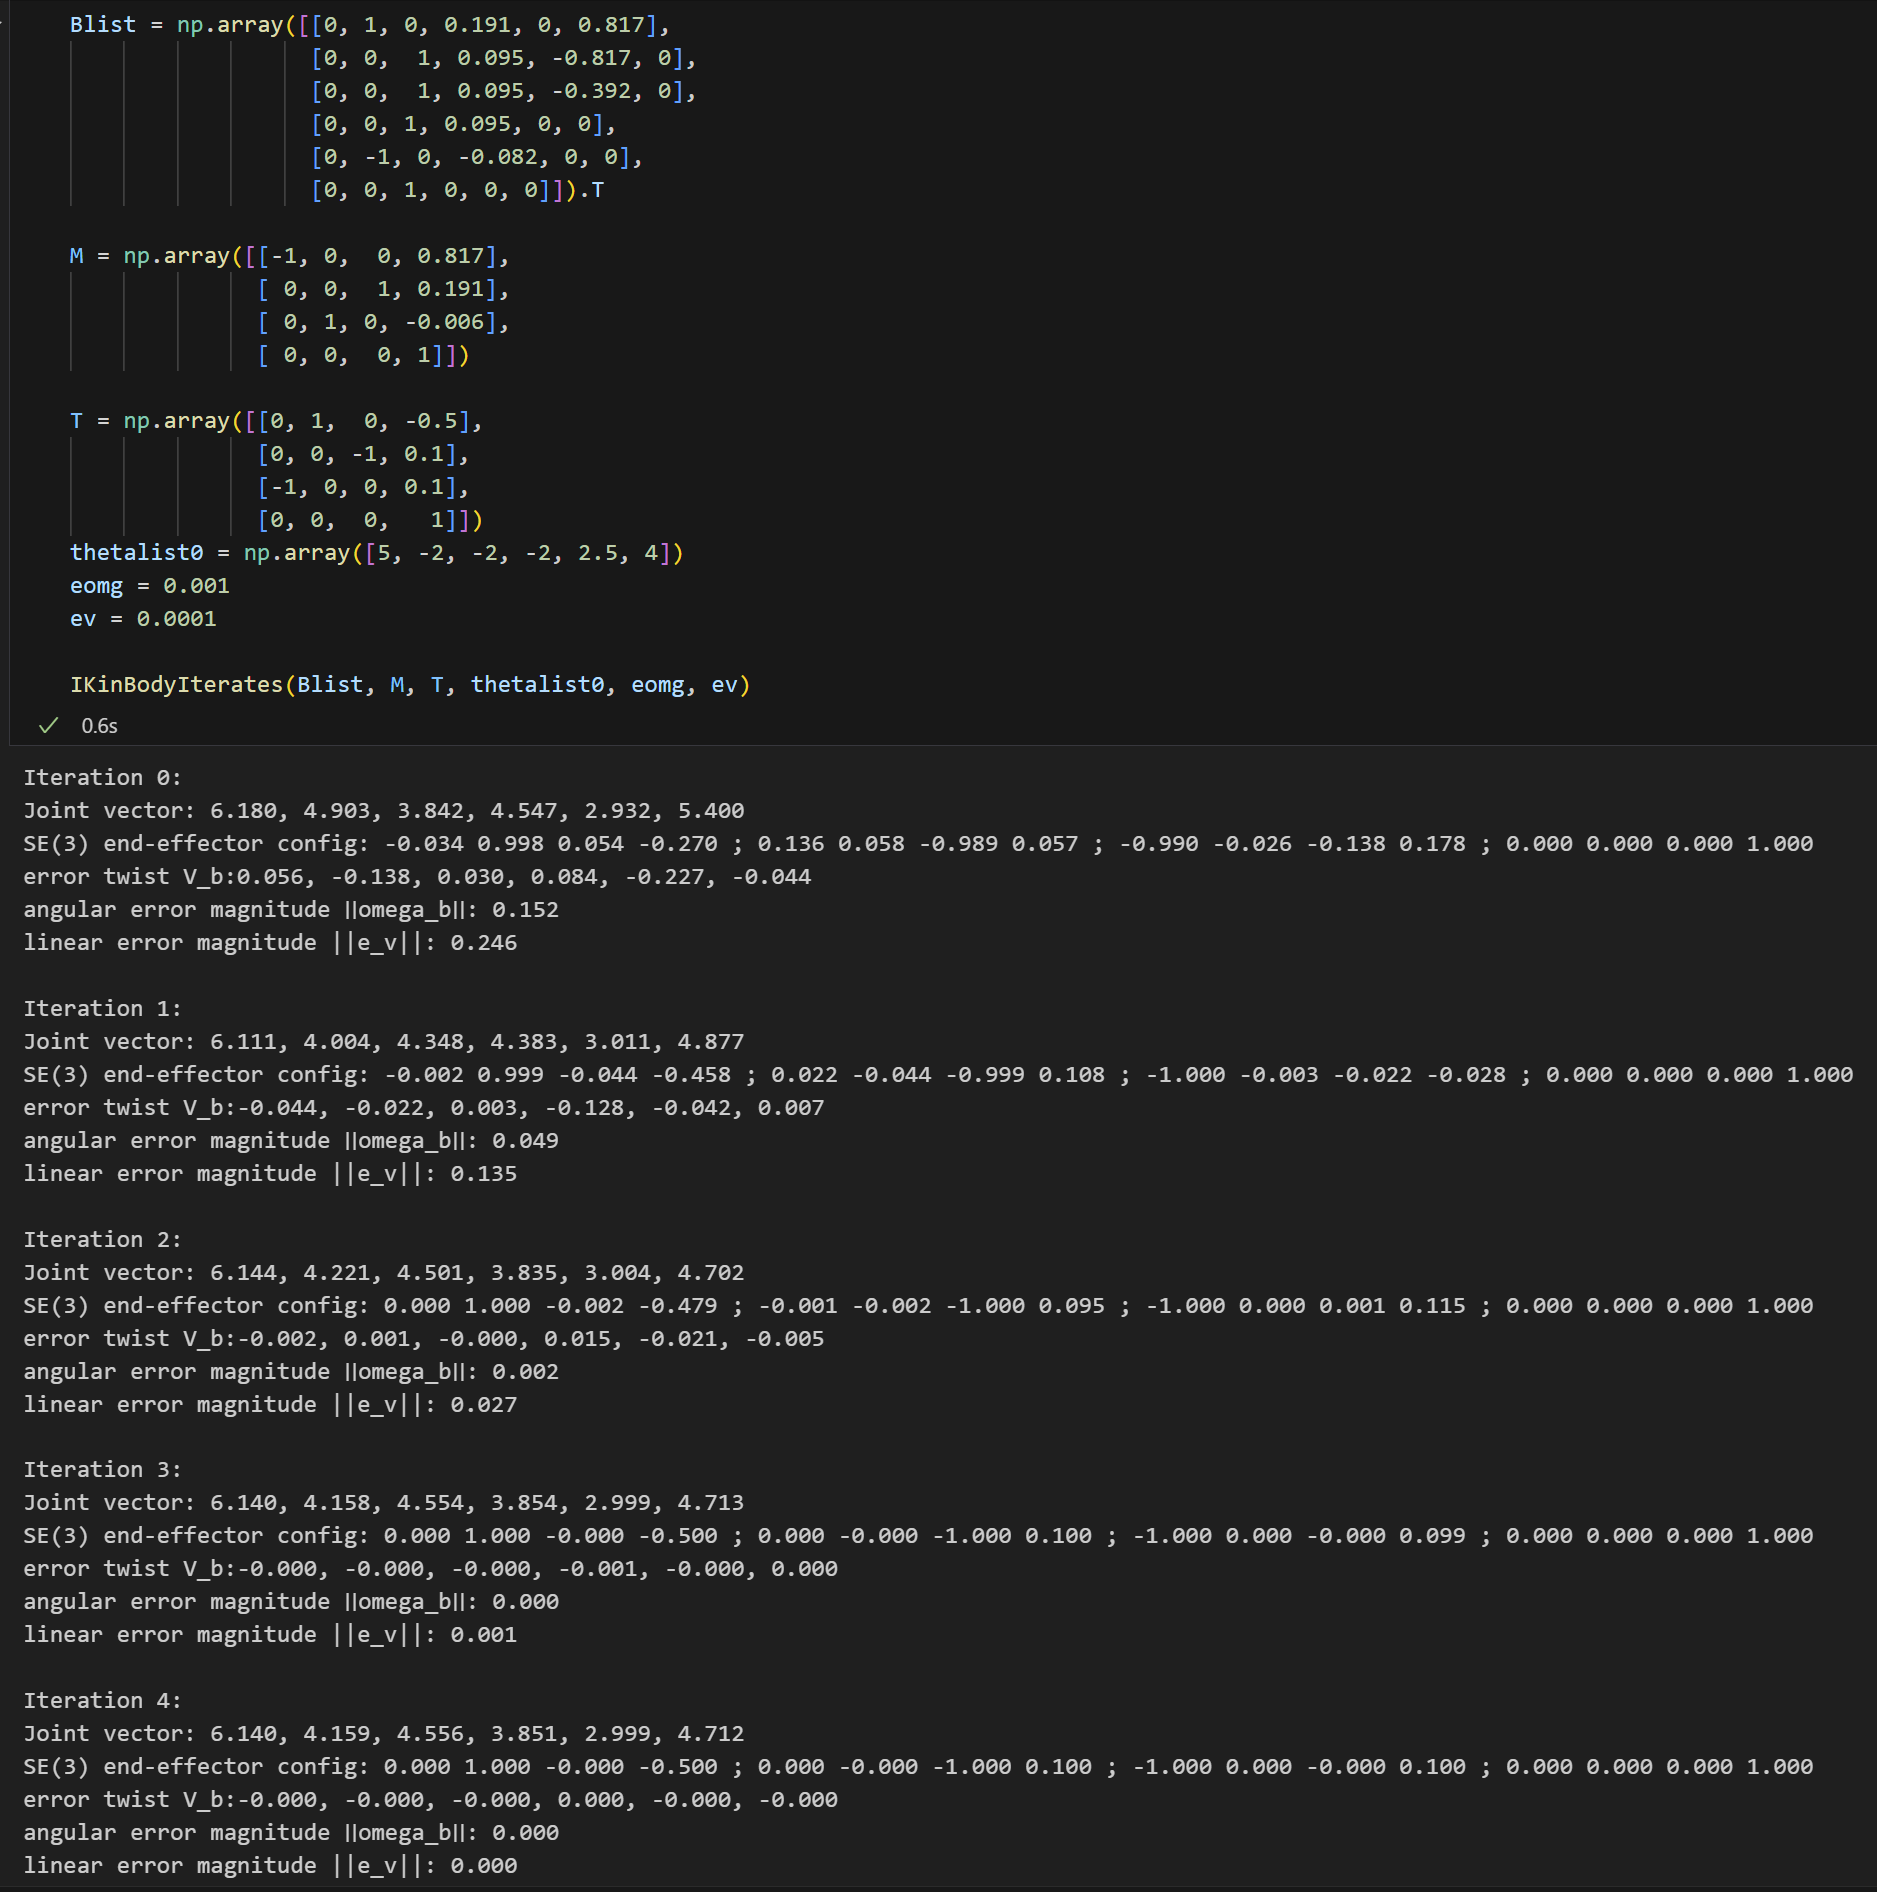 Blist = np.array([[0, 1, 0, 0.191, 0, 0.817],
[0, 0,  1, 0.095, -0.817, 0],
[0, 0,  1, 0.095, -0.392, 0],
[0, 0, 1, 0.095, 0, 0],
[0, -1, 0, -0.082, 0, 0],
[0, 0, 1, 0, 0, 0]]).T
M = np.array([[-1, 0,  0, 0.817],
[ 0, 0,  1, 0.191],
[ 0, 1, 0, -0.006],
[ 0, 0,  0, 1]])
T = np.array([[0, 1,  0, -0.5],
[0, 0, -1, 0.1],
[-1, 0, 0, 0.1],
[0, 0,  0,   1]])
thetalist0 = np.array([5, -2, -2, -2, 2.5, 4])
eomg = 0.001
ev = 0.0001
IKinBodyIterates(Blist, M, T, thetalist0, eomg, ev)
✓ 0.6s
Iteration 0:
Joint vector: 6.180, 4.903, 3.842, 4.547, 2.932, 5.400
SE(3) end-effector config: -0.034 0.998 0.054 -0.270 ; 0.136 0.058 -0.989 0.057 ; -0.990 -0.026 -0.138 0.178 ; 0.000 0.000 0.000 1.000
error twist V_b:0.056, -0.138, 0.030, 0.084, -0.227, -0.044
angular error magnitude ||omega_b||: 0.152
linear error magnitude ||e_v||: 0.246
Iteration 1:
Joint vector: 6.111, 4.004, 4.348, 4.383, 3.011, 4.877
SE(3) end-effector config: -0.002 0.999 -0.044 -0.458 ; 0.022 -0.044 -0.999 0.108 ; -1.000 -0.003 -0.022 -0.028 ; 0.000 0.000 0.000 1.000
error twist V_b:-0.044, -0.022, 0.003, -0.128, -0.042, 0.007
angular error magnitude ||omega_b||: 0.049
linear error magnitude ||e_v||: 0.135
Iteration 2:
Joint vector: 6.144, 4.221, 4.501, 3.835, 3.004, 4.702
SE(3) end-effector config: 0.000 1.000 -0.002 -0.479 ; -0.001 -0.002 -1.000 0.095 ; -1.000 0.000 0.001 0.115 ; 0.000 0.000 0.000 1.000
error twist V_b:-0.002, 0.001, -0.000, 0.015, -0.021, -0.005
angular error magnitude ||omega_b||: 0.002
linear error magnitude ||e_v||: 0.027
Iteration 3:
Joint vector: 6.140, 4.158, 4.554, 3.854, 2.999, 4.713
SE(3) end-effector config: 0.000 1.000 -0.000 -0.500 ; 0.000 -0.000 -1.000 0.100 ; -1.000 0.000 -0.000 0.099 ; 0.000 0.000 0.000 1.000
error twist V_b:-0.000, -0.000, -0.000, -0.001, -0.000, 0.000
angular error magnitude ||omega_b||: 0.000
linear error magnitude ||e_v||: 0.001
Iteration 4:
Joint vector: 6.140, 4.159, 4.556, 3.851, 2.999, 4.712
SE(3) end-effector config: 0.000 1.000 -0.000 -0.500 ; 0.000 -0.000 -1.000 0.100 ; -1.000 0.000 -0.000 0.100 ; 0.000 0.000 0.000 1.000
error twist V_b:-0.000, -0.000, -0.000, 0.000, -0.000, -0.000
angular error magnitude ||omega_b||: 0.000
linear error magnitude ||e_v||: 0.000